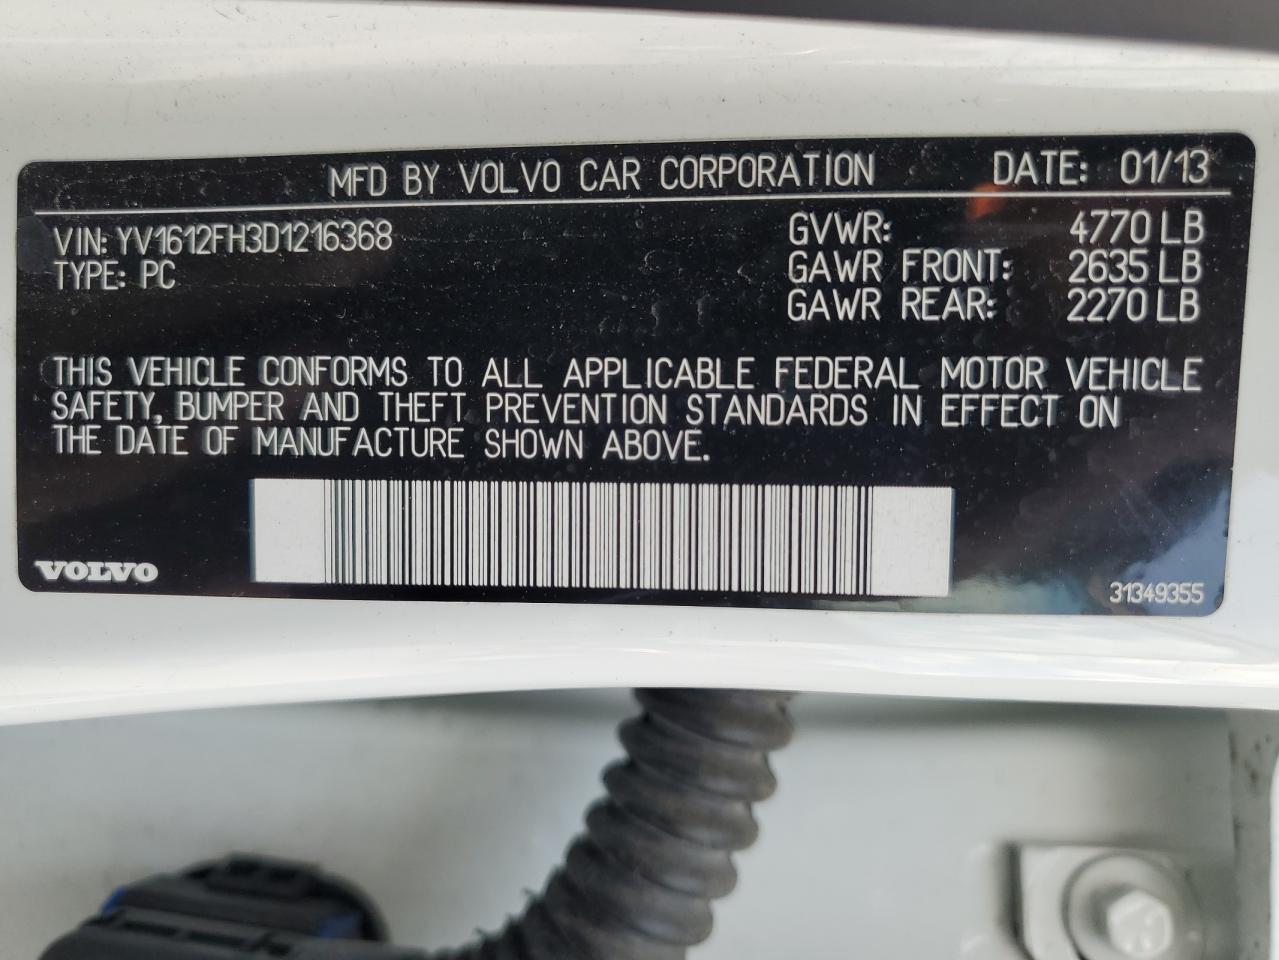 MFD BY VOLVO CAR CORPORATION DATE: 01/13
VIN: YV1612FH3D1216368 GVWR: 4770 LB
TYPE: PC GAWR FRONT: 2635 LB
GAWR REAR: 2270 LB
THIS VEHICLE CONFORMS TO ALL APPLICABLE FEDERAL MOTOR VEHICLE
SAFETY, BUMPER AND THEFT PREVENTION STANDARDS IN EFFECT ON
THE DATE OF MANUFACTURE SHOWN ABOVE.
VOLVO 31349355